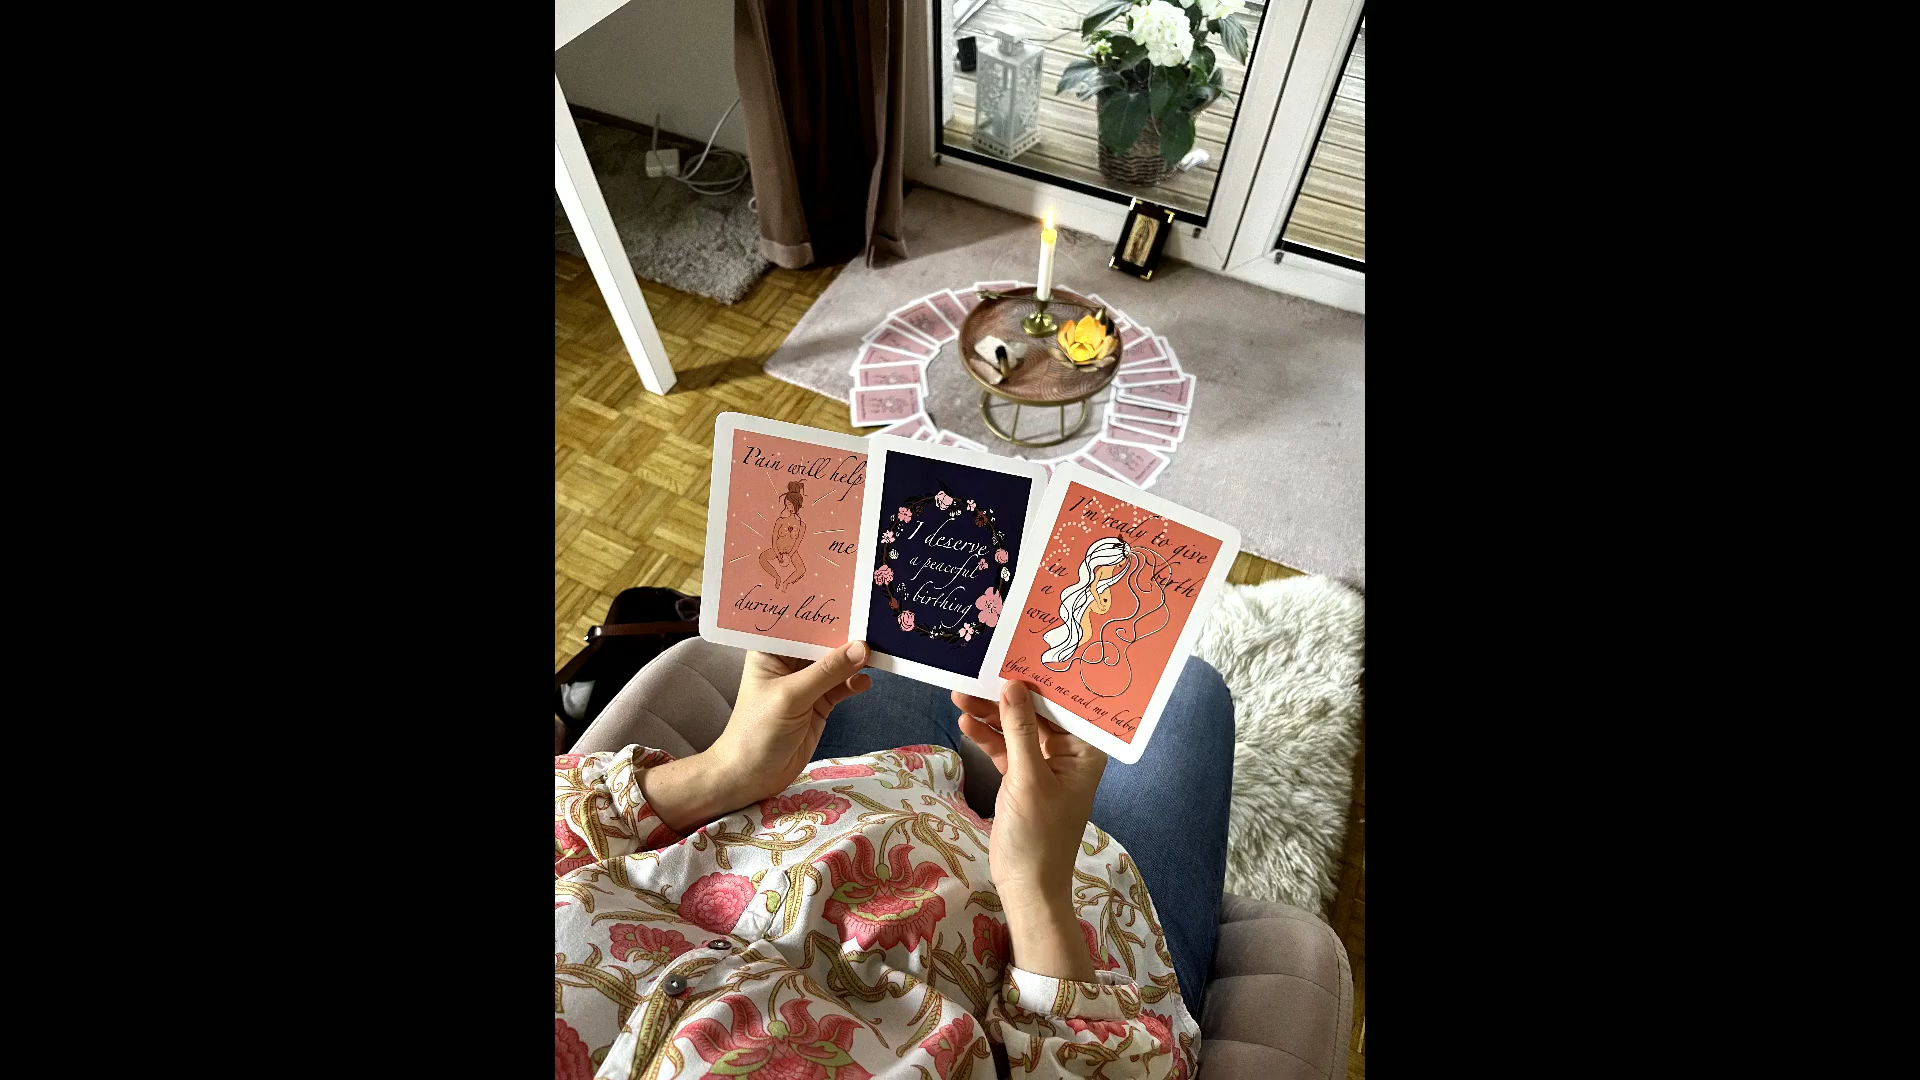 Pain will help
me
during labor
I deserve
a peaceful
birthing
I'm ready to give
birth
in
a
way
that suits me and my baby